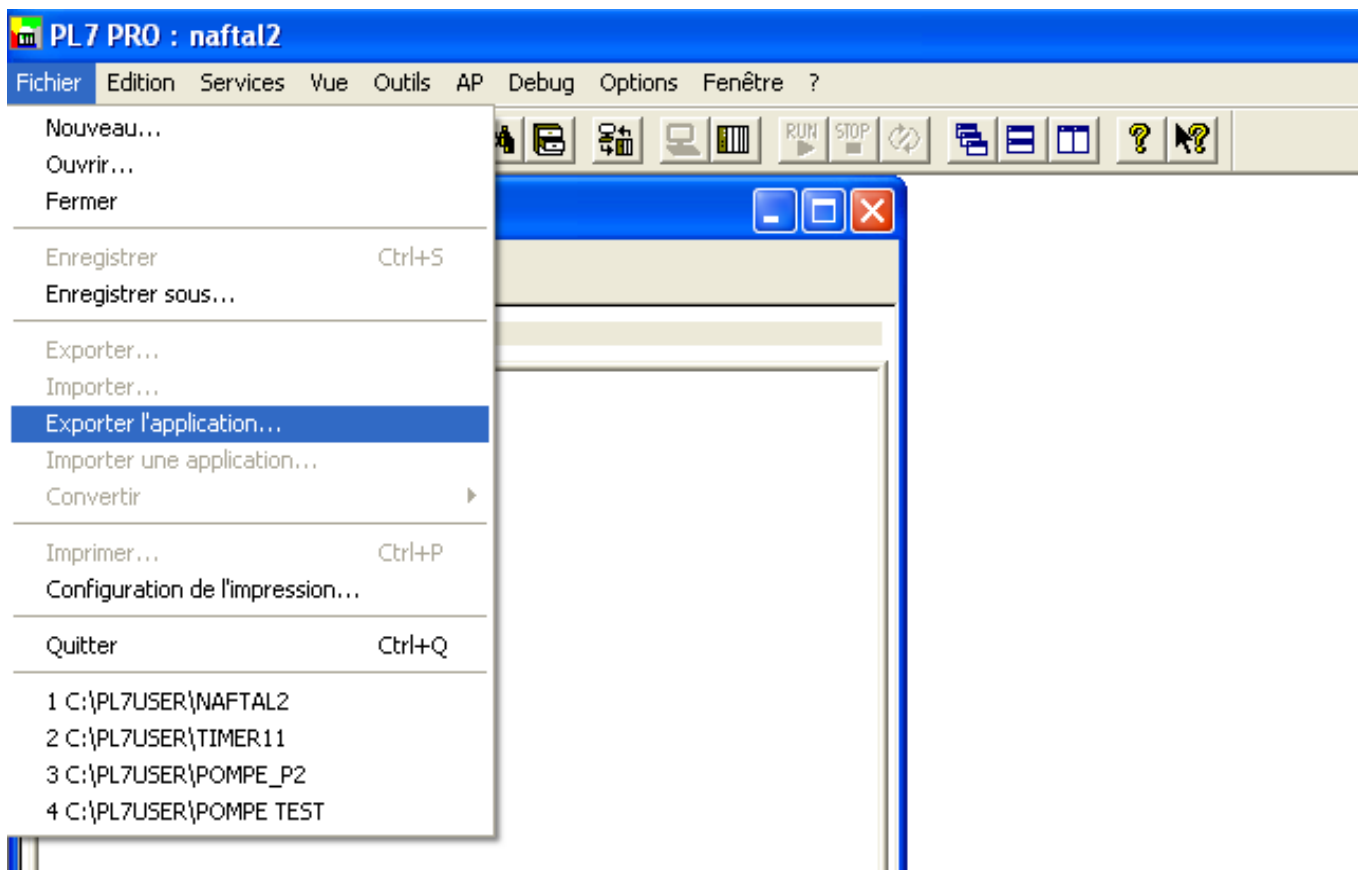 PL7 PRO : naftal2
Fichier Edition Services Vue Outils AP Debug Options Fenêtre ?
RUN STOP
Nouveau...
Ouvrir...
Fermer
Enregistrer Ctrl+S
Enregistrer sous...
Exporter...
Importer...
Exporter l'application...
Importer une application...
Convertir
Imprimer... Ctrl+P
Configuration de l'impression...
Quitter Ctrl+Q
1 C:\PL7USER\NAFTAL2
2 C:\PL7USER\TIMER11
3 C:\PL7USER\POMPE_P2
4 C:\PL7USER\POMPE TEST